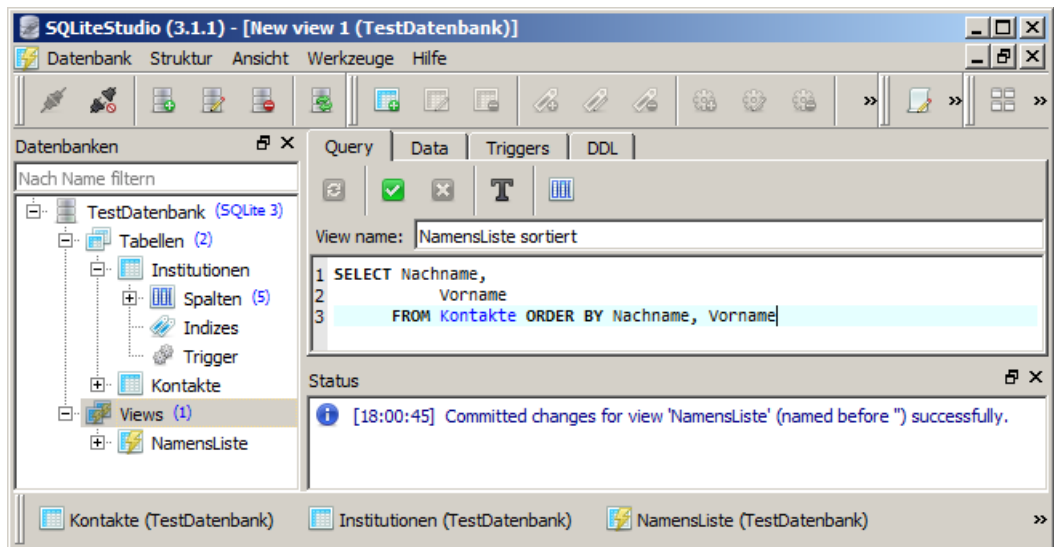 SQLiteStudio (3.1.1) - [New view 1 (TestDatenbank)]
Datenbank Struktur Ansicht Werkzeuge Hilfe
Datenbanken
Nach Name filtern
TestDatenbank (SQLite 3)
Tabellen (2)
Institutionen
Spalten (5)
Indizes
Trigger
Kontakte
Views (1)
NamensListe
Query Data Triggers DDL
View name: NamensListe sortiert
1 SELECT Nachname,
2 Vorname
3 FROM Kontakte ORDER BY Nachname, Vorname
Status
[18:00:45] Committed changes for view 'NamensListe' (named before '') successfully.
Kontakte (TestDatenbank) Institutionen (TestDatenbank) NamensListe (TestDatenbank)